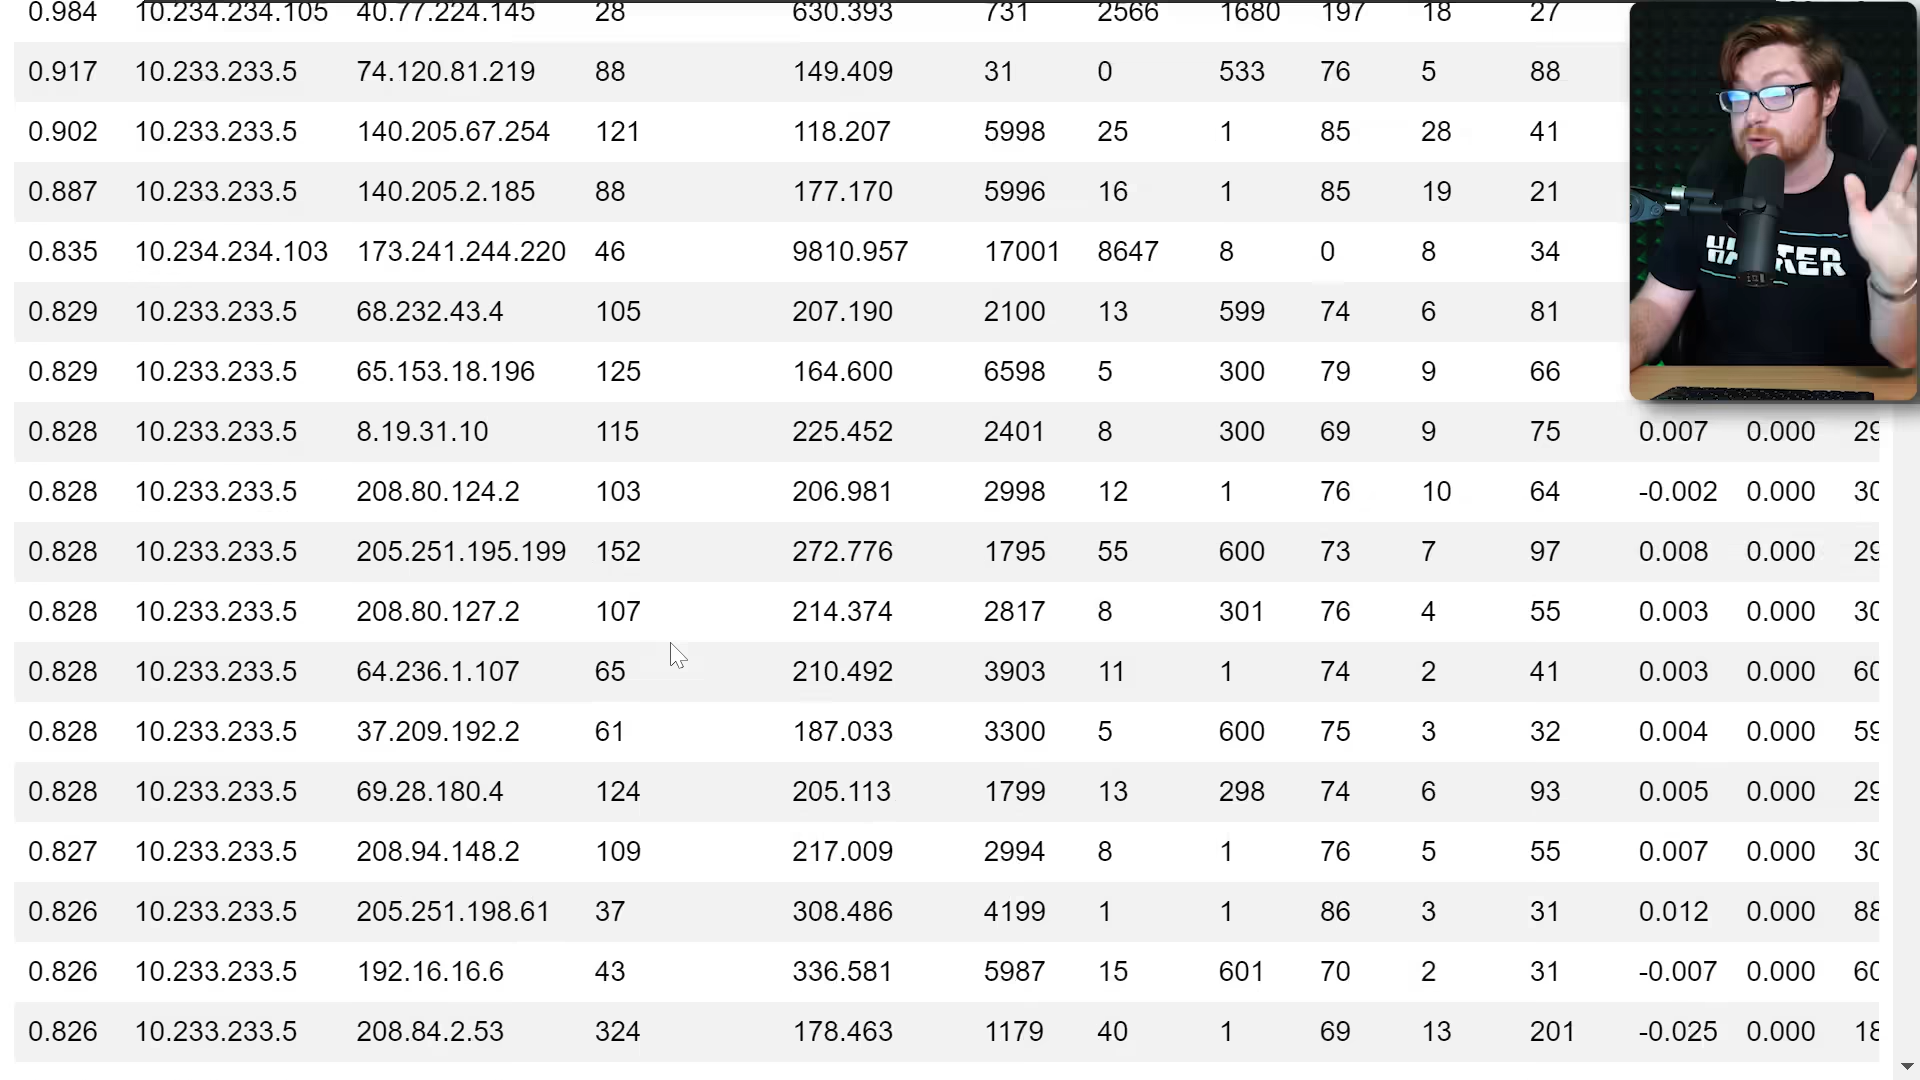 0.984 10.234.234.105 40.77.224.145 28 630.393 731 2566 1680 197 18 27
0.917 10.233.233.5 74.120.81.219 88 149.409 31 0 533 76 5 88
0.902 10.233.233.5 140.205.67.254 121 118.207 5998 25 1 85 28 41
0.887 10.233.233.5 140.205.2.185 88 177.170 5996 16 1 85 19 21
0.835 10.234.234.103 173.241.244.220 46 9810.957 17001 8647 8 0 8 34
0.829 10.233.233.5 68.232.43.4 105 207.190 2100 13 599 74 6 81
0.829 10.233.233.5 65.153.18.196 125 164.600 6598 5 300 79 9 66
0.828 10.233.233.5 8.19.31.10 115 225.452 2401 8 300 69 9 75 0.007 0.000 29
0.828 10.233.233.5 208.80.124.2 103 206.981 2998 12 1 76 10 64 -0.002 0.000 30
0.828 10.233.233.5 205.251.195.199 152 272.776 1795 55 600 73 7 97 0.008 0.000 29
0.828 10.233.233.5 208.80.127.2 107 214.374 2817 8 301 76 4 55 0.003 0.000 30
0.828 10.233.233.5 64.236.1.107 65 210.492 3903 11 1 74 2 41 0.003 0.000 60
0.828 10.233.233.5 37.209.192.2 61 187.033 3300 5 600 75 3 32 0.004 0.000 59
0.828 10.233.233.5 69.28.180.4 124 205.113 1799 13 298 74 6 93 0.005 0.000 29
0.827 10.233.233.5 208.94.148.2 109 217.009 2994 8 1 76 5 55 0.007 0.000 30
0.826 10.233.233.5 205.251.198.61 37 308.486 4199 1 1 86 3 31 0.012 0.000 88
0.826 10.233.233.5 192.16.16.6 43 336.581 5987 15 601 70 2 31 -0.007 0.000 60
0.826 10.233.233.5 208.84.2.53 324 178.463 1179 40 1 69 13 201 -0.025 0.000 18